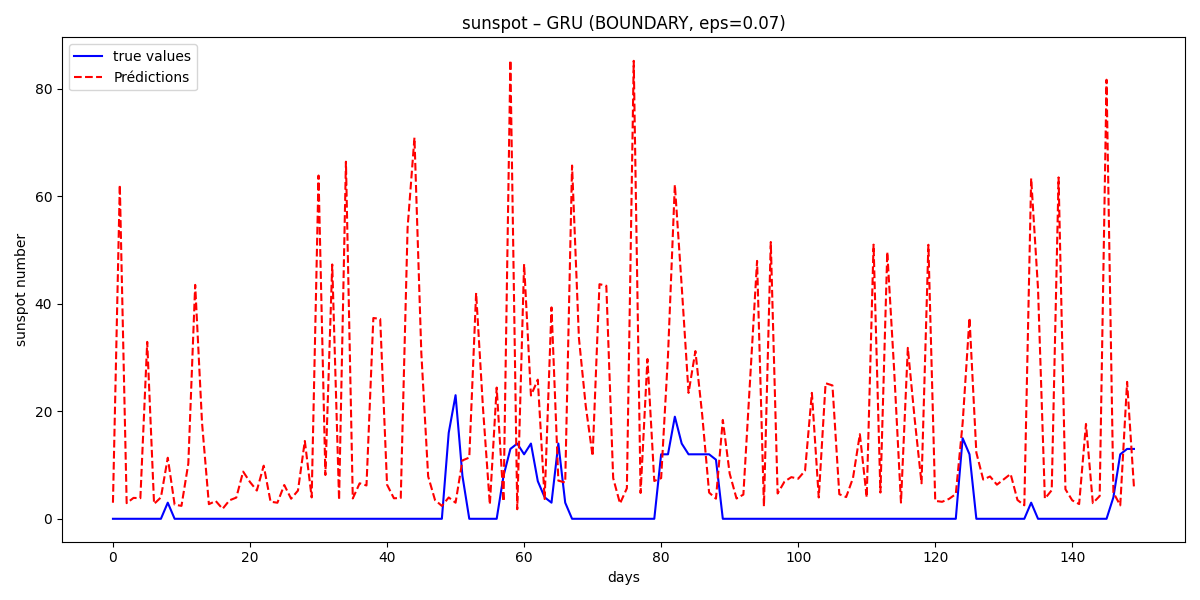 sunspot – GRU (BOUNDARY, eps=0.07)
true values
Prédictions
sunspot number
80
60
40
20
0
0 20 40 60 80 100 120 140
days